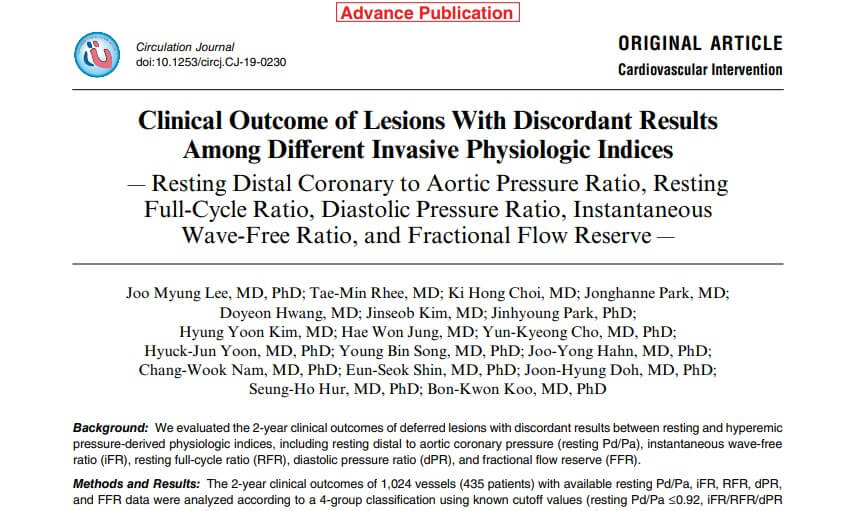 Advance Publication
Circulation Journal
doi:10.1253/circj.CJ-19-0230
ORIGINAL ARTICLE
Cardiovascular Intervention
Clinical Outcome of Lesions With Discordant Results
Among Different Invasive Physiologic Indices
— Resting Distal Coronary to Aortic Pressure Ratio, Resting
Full-Cycle Ratio, Diastolic Pressure Ratio, Instantaneous
Wave-Free Ratio, and Fractional Flow Reserve —
Joo Myung Lee, MD, PhD; Tae-Min Rhee, MD; Ki Hong Choi, MD; Jonghanne Park, MD;
Doyeon Hwang, MD; Jinseob Kim, MD; Jinhyoung Park, PhD;
Hyung Yoon Kim, MD; Hae Won Jung, MD; Yun-Kyeong Cho, MD, PhD;
Hyuck-Jun Yoon, MD, PhD; Young Bin Song, MD, PhD; Joo-Yong Hahn, MD, PhD;
Chang-Wook Nam, MD, PhD; Eun-Seok Shin, MD, PhD; Joon-Hyung Doh, MD, PhD;
Seung-Ho Hur, MD, PhD; Bon-Kwon Koo, MD, PhD
Background: We evaluated the 2-year clinical outcomes of deferred lesions with discordant results between resting and hyperemic
pressure-derived physiologic indices, including resting distal to aortic coronary pressure (resting Pd/Pa), instantaneous wave-free
ratio (iFR), resting full-cycle ratio (RFR), diastolic pressure ratio (dPR), and fractional flow reserve (FFR).
Methods and Results: The 2-year clinical outcomes of 1,024 vessels (435 patients) with available resting Pd/Pa, iFR, RFR, dPR,
and FFR data were analyzed according to a 4-group classification using known cutoff values (resting Pd/Pa ≤0.92, iFR/RFR/dPR